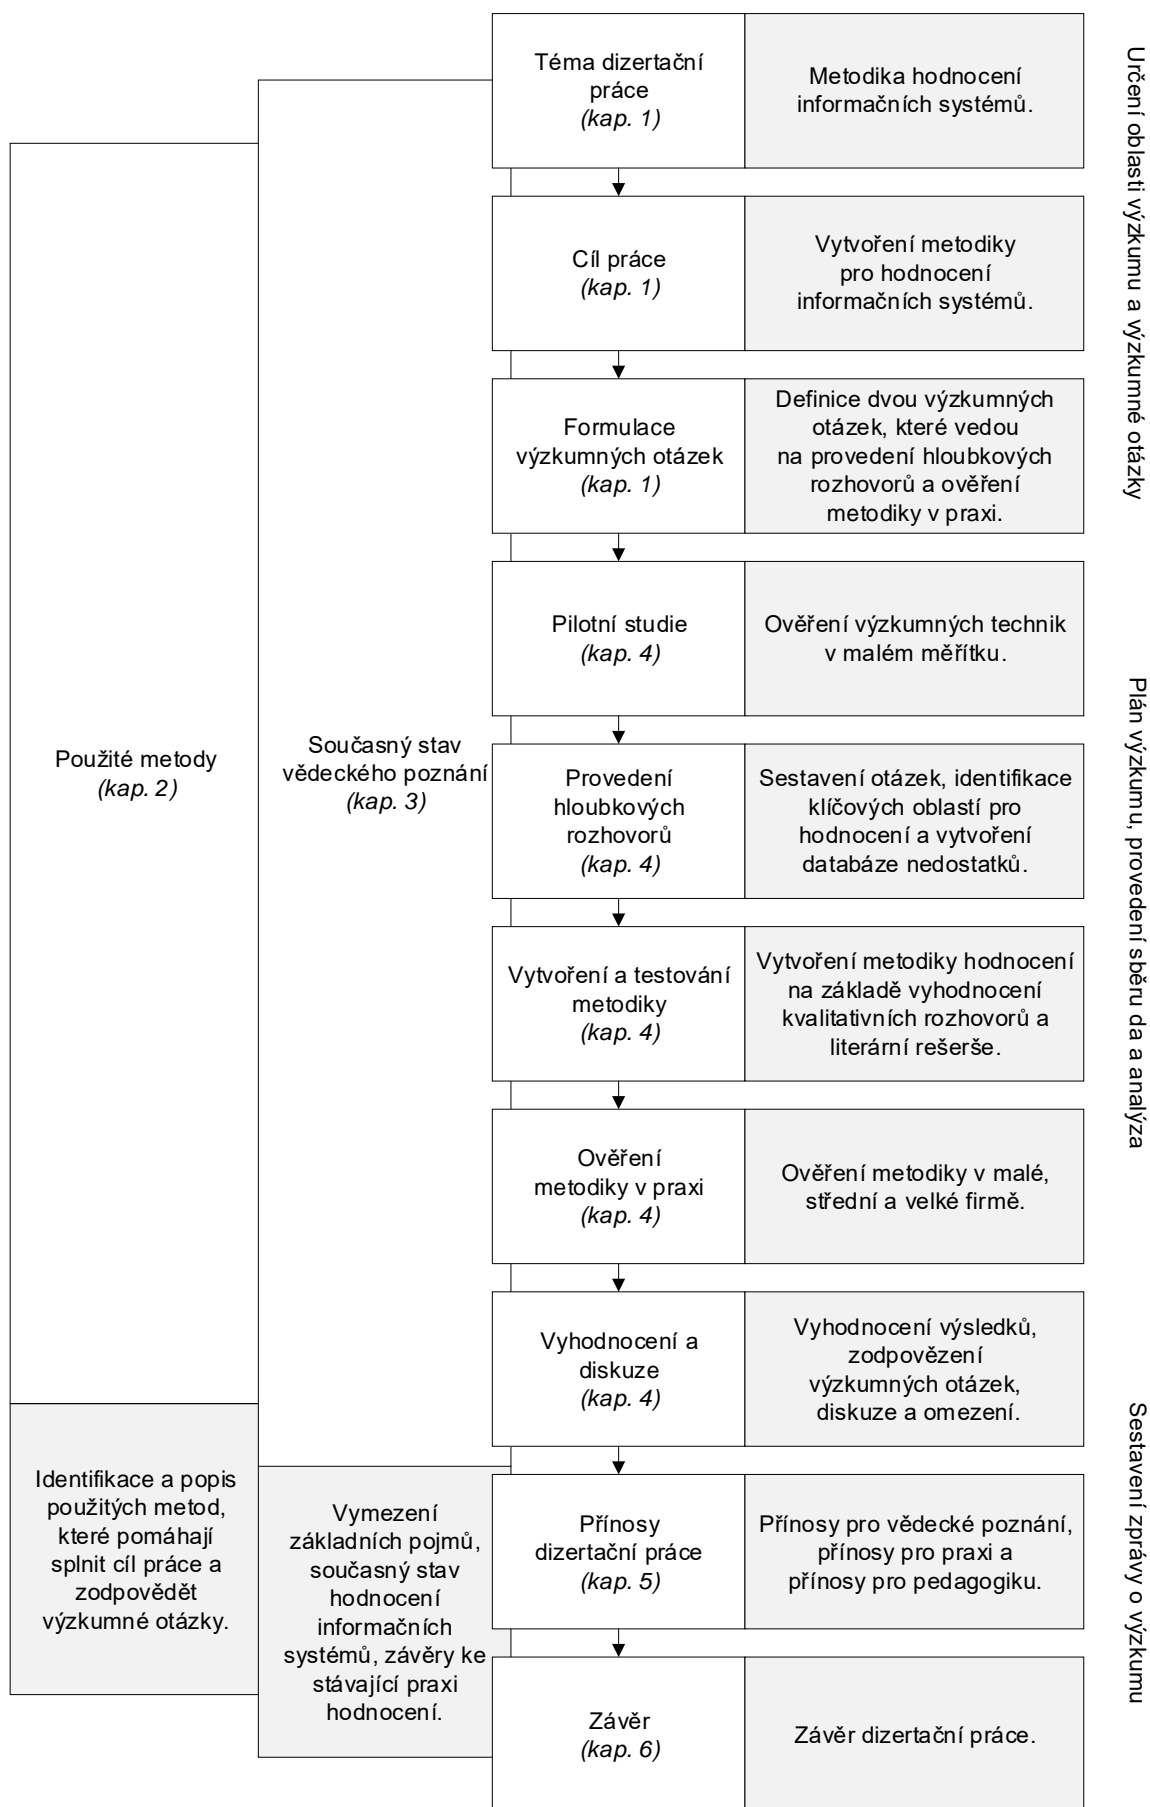 Téma dizertační
práce
(kap. 1)
Metodika hodnocení
informačních systémů.
Cíl práce
(kap. 1)
Vytvoření metodiky
pro hodnocení
informačních systémů.
Formulace
výzkumných otázek
(kap. 1)
Definice dvou výzkumných
otázek, které vedou
na provedení hloubkových
rozhovorů a ověření
metodiky v praxi.
Určení oblasti výzkumu a výzkumné otázky
Pilotní studie
(kap. 4)
Ověření výzkumných technik
v malém měřítku.
Použité metody
(kap. 2)
Současný stav
vědeckého poznání
(kap. 3)
Provedení
hloubkových
rozhovorů
(kap. 4)
Sestavení otázek, identifikace
klíčových oblastí pro
hodnocení a vytvoření
databáze nedostatků.
Vytvoření a testování
metodiky
(kap. 4)
Vytvoření metodiky hodnocení
na základě vyhodnocení
kvalitativních rozhovorů a
literární rešerše.
Ověření
metodiky v praxi
(kap. 4)
Ověření metodiky v malé,
střední a velké firmě.
Plán výzkumu, provedení sběru da a analýza
Vyhodnocení a
diskuze
(kap. 4)
Vyhodnocení výsledků,
zodpovězení
výzkumných otázek,
diskuze a omezení.
Identifikace a popis
použitých metod,
které pomáhají
splnit cíl práce a
zodpovědět
výzkumné otázky.
Vymezení
základních pojmů,
současný stav
hodnocení
informačních
systémů, závěry ke
stávající praxi
hodnocení.
Přínosy
dizertační práce
(kap. 5)
Přínosy pro vědecké poznání,
přínosy pro praxi a
přínosy pro pedagogiku.
Závěr
(kap. 6)
Závěr dizertační práce.
Sestavení zprávy o výzkumu